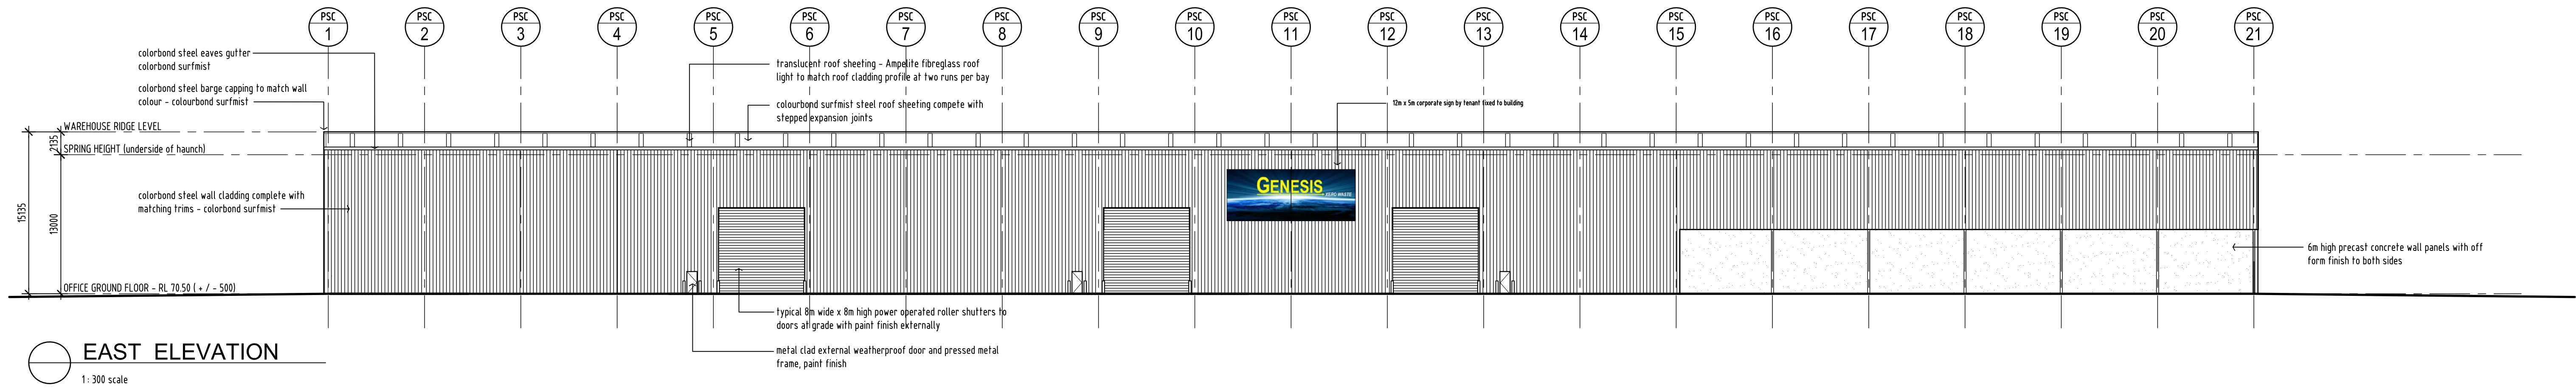 PSC PSC PSC PSC PSC PSC PSC PSC PSC PSC PSC PSC PSC PSC PSC PSC PSC PSC PSC PSC PSC
1 2 3 4 5 6 7 8 9 10 11 12 13 14 15 16 17 18 19 20 21
colorbond steel eaves gutter
colorbond surfmist
colorbond steel barge capping to match wall
colour - colourbond surfmist
translucent roof sheeting - Ampelite fibreglass roof
light to match roof cladding profile at two runs per bay
colourbond surfmist steel roof sheeting compete with
stepped expansion joints
12m x 5m corporate sign by tenant fixed to building
WAREHOUSE RIDGE LEVEL
2135
SPRING HEIGHT (underside of haunch)
15135
13000
colorbond steel wall cladding complete with
matching trims - colorbond surfmist
GENESIS
ZERO WASTE
6m high precast concrete wall panels with off
form finish to both sides
OFFICE GROUND FLOOR - RL 70.50 ( + / - 500)
typical 8m wide x 8m high power operated roller shutters to
doors at grade with paint finish externally
metal clad external weatherproof door and pressed metal
frame, paint finish
EAST ELEVATION
1 : 300 scale